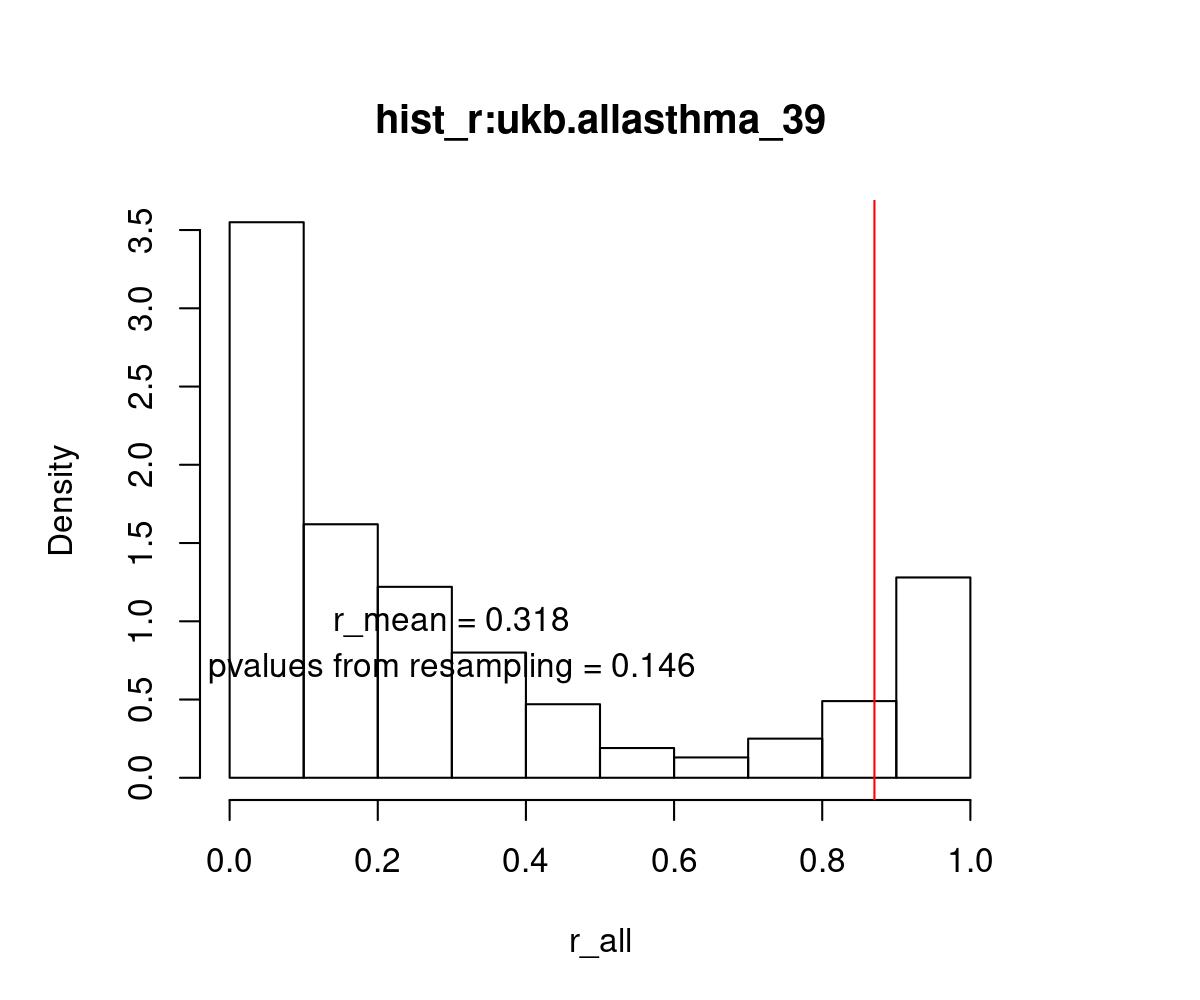 hist_r:ukb.allasthma_39
3.5
3.0
2.5
2.0
1.5
1.0
0.5
0.0
Density
r_mean = 0.318
pvalues from resampling = 0.146
0.0 0.2 0.4 0.6 0.8 1.0
r_all